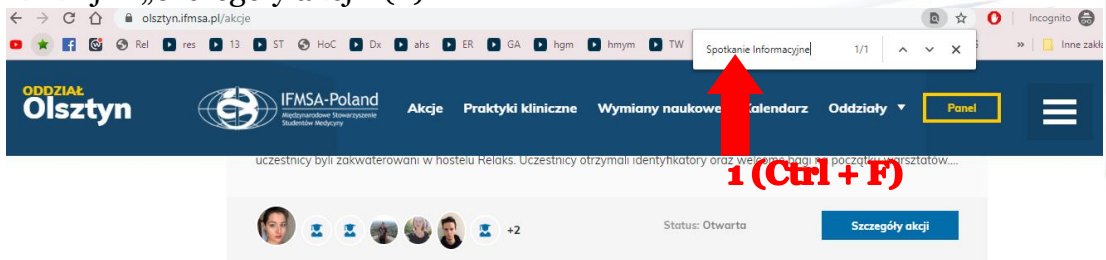 olsztyn.ifmsa.pl/akcje
Incognito
Rel res 13 ST HoC Dx ahs ER GA hgm hmym TW
Spotkanie Informacyjne 1/1
» Inne zakła
ODDZIAŁ
Olsztyn
IFMSA-Poland
Międzynarodowe Stowarzyszenie
Studentów Medycyny
Akcje Praktyki kliniczne Wymiany naukowe Kalendarz Oddziały ▼ Panel
uczestnicy byli zakwaterowani w hostelu Relaks. Uczestnicy otrzymali identyfikatory oraz welcome bagi na początku warsztatów....
1 (Ctrl + F)
+2
Status: Otwarta
Szczegóły akcji